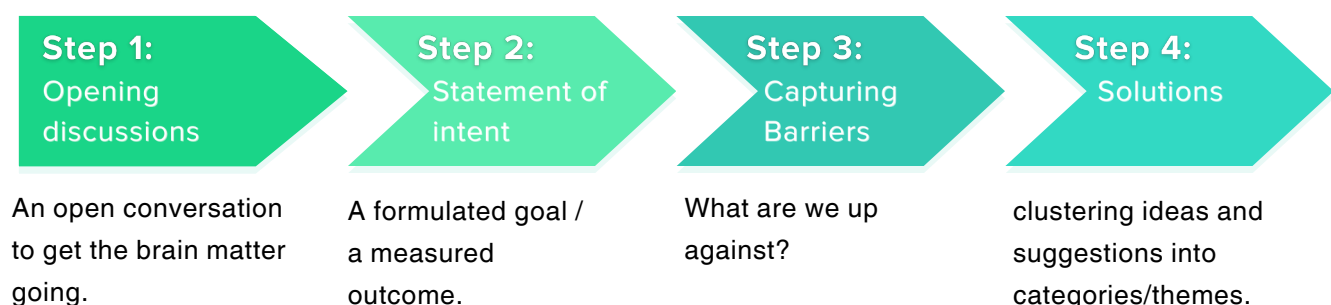 Step 1:
Opening
discussions
An open conversation
to get the brain matter
going.
Step 2:
Statement of
intent
A formulated goal /
a measured
outcome.
Step 3:
Capturing
Barriers
What are we up
against?
Step 4:
Solutions
clustering ideas and
suggestions into
categories/themes.